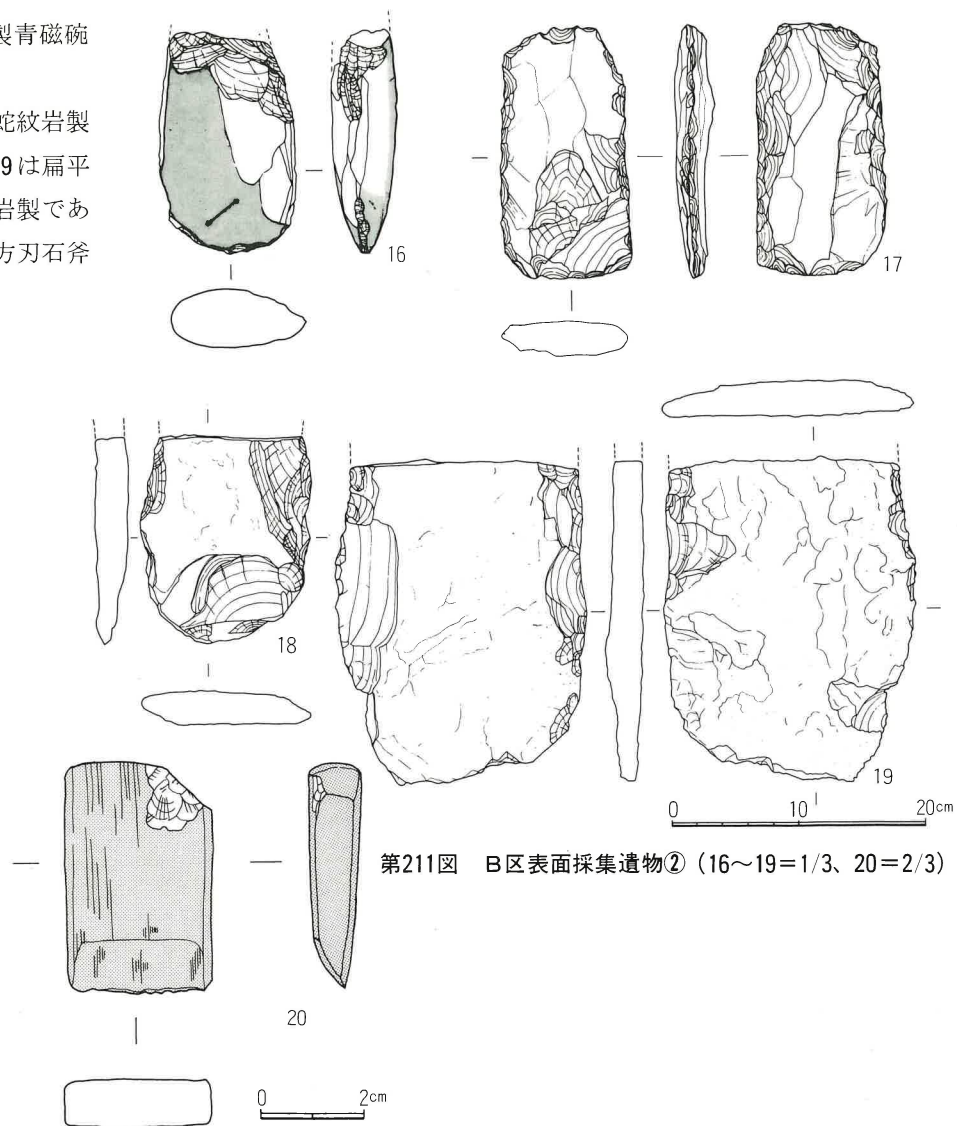 製青磁碗
蛇紋岩製
9は扁平
岩製であ
方刃石斧
16
17
18
19
0 10 20cm
第211図 B区表面採集遺物②(16~19=1/3、20=2/3)
20
0 2cm